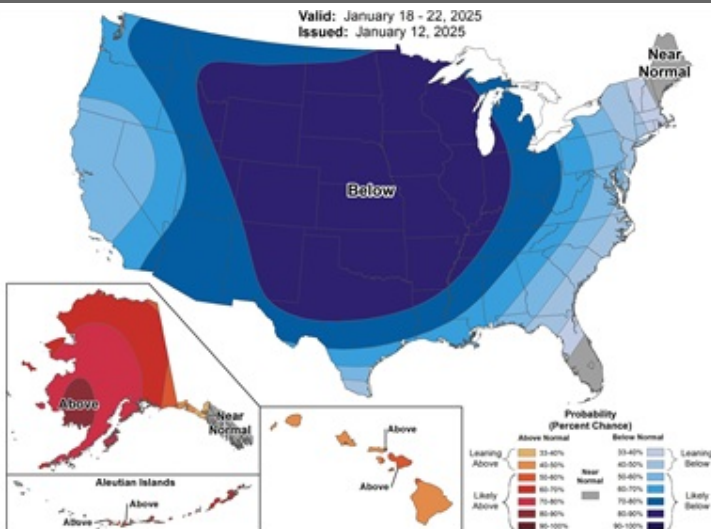 Valid: January 18 - 22, 2025
Issued: January 12, 2025
Near
Normal
Below
Above
Near
Normal
Aleutian Islands
Above
Above
Above
Above
Probability
(Percent Chance)
Above Normal
Below Normal
Leaning
Above
33-40%
40-50%
Near
Normal
33-40%
40-50%
Leaning
Below
Likely
Above
50-60%
60-70%
70-80%
80-90%
90-100%
50-60%
60-70%
70-80%
80-90%
90-100%
Likely
Below